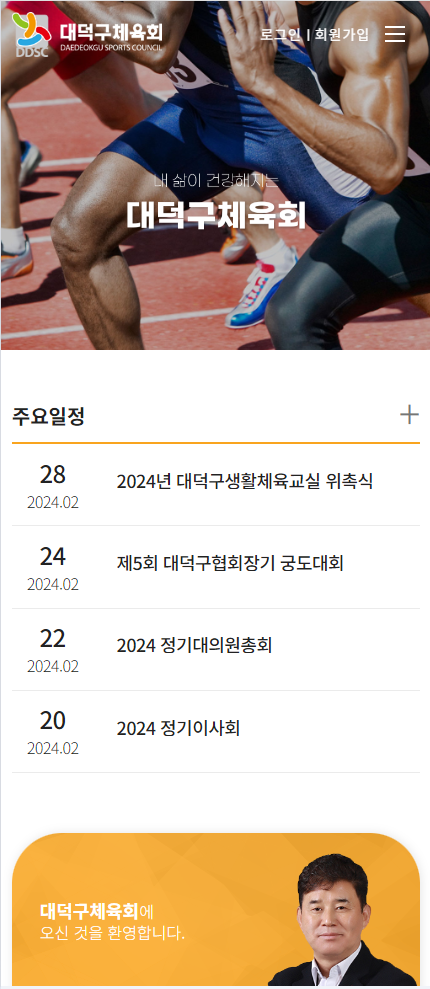 대덕구체육회
DAEDEOKGU SPORTS COUNCIL
DDSC
로그인 | 회원가입
23
내 삶이 건강해지는
대덕구체육회
주요일정
28
2024.02
2024년 대덕구생활체육교실 위촉식
24
2024.02
제5회 대덕구협회장기 궁도대회
22
2024.02
2024 정기대의원총회
20
2024.02
2024 정기이사회
대덕구체육회에
오신 것을 환영합니다.